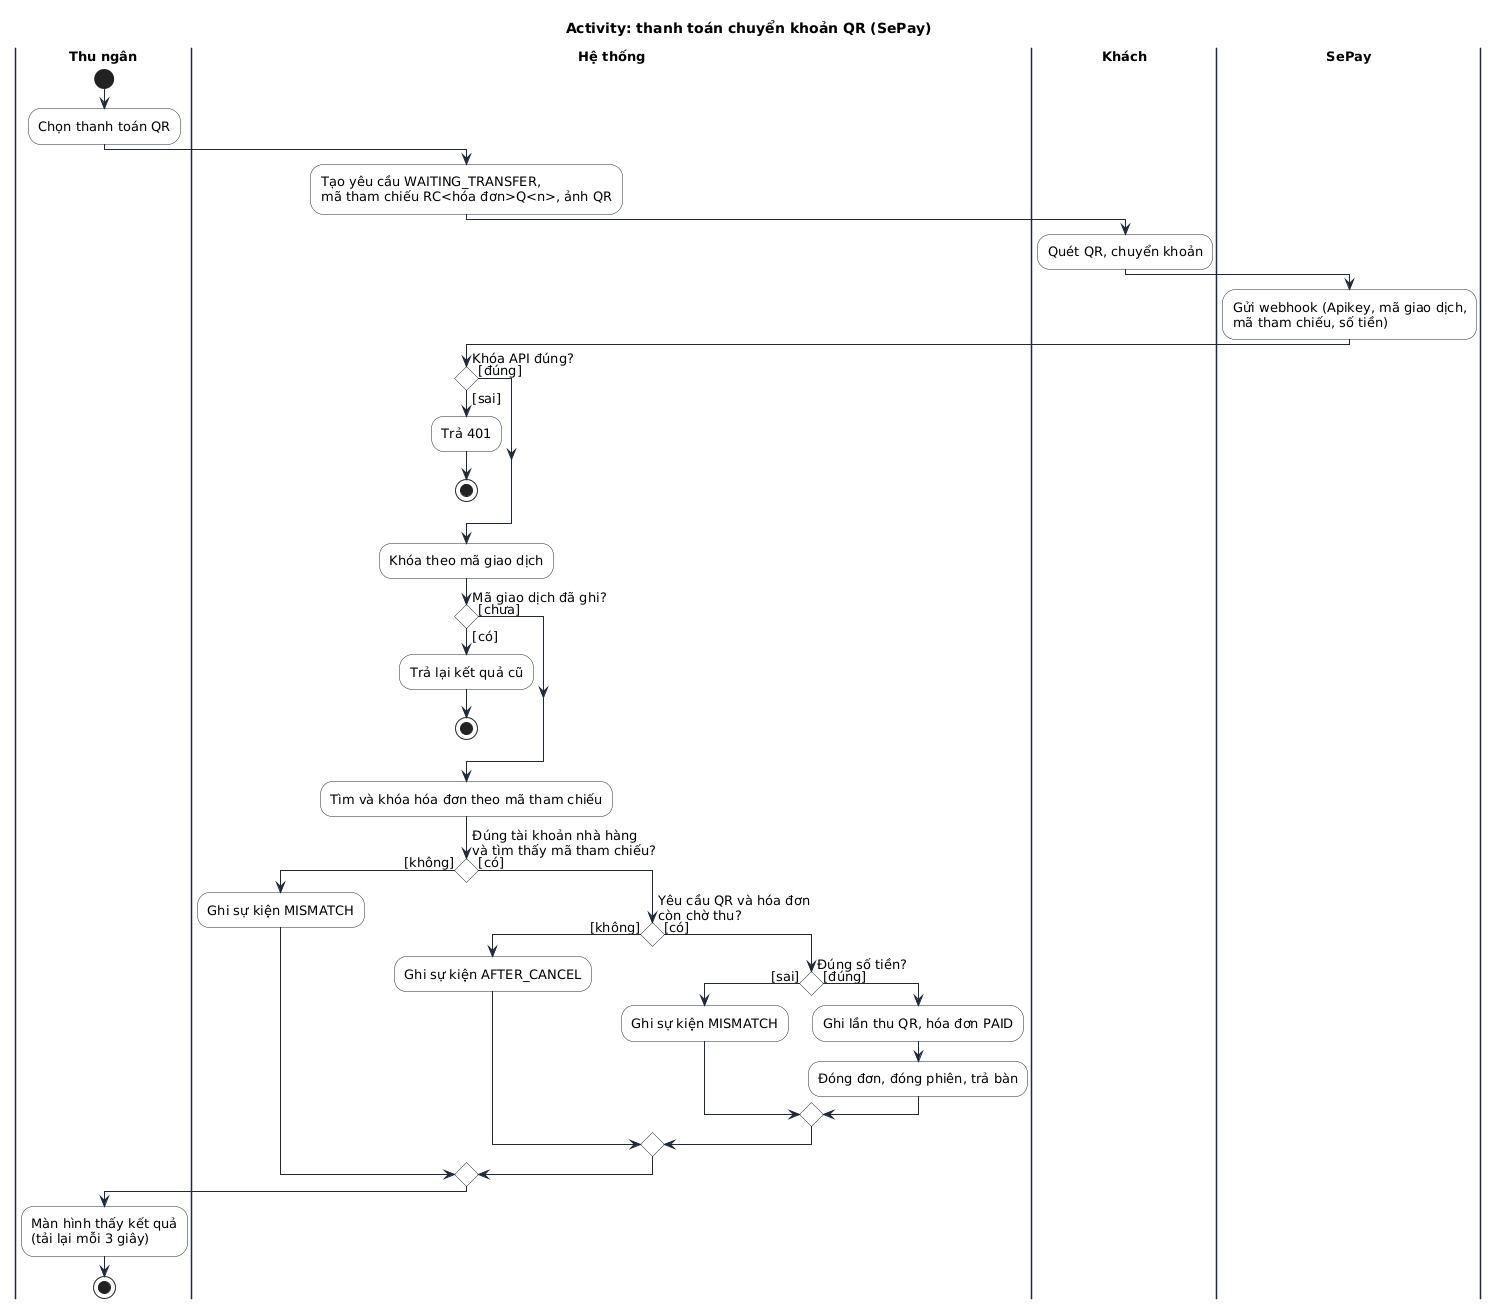 Activity: thanh toán chuyển khoản QR (SePay)
Thu ngân
Hệ thống
Khách
SePay
Chọn thanh toán QR
Tạo yêu cầu WAITING_TRANSFER,
mã tham chiếu RC<hóa đơn>Q<n>, ảnh QR
Quét QR, chuyển khoản
Gửi webhook (Apikey, mã giao dịch,
mã tham chiếu, số tiền)
Khóa API đúng?
[đúng]
[sai]
Trả 401
Khóa theo mã giao dịch
Mã giao dịch đã ghi?
[chưa]
[có]
Trả lại kết quả cũ
Tìm và khóa hóa đơn theo mã tham chiếu
Đúng tài khoản nhà hàng
và tìm thấy mã tham chiếu?
[không]
[có]
Ghi sự kiện MISMATCH
Yêu cầu QR và hóa đơn
còn chờ thu?
[không]
[có]
Ghi sự kiện AFTER_CANCEL
Đúng số tiền?
[sai]
[đúng]
Ghi sự kiện MISMATCH
Ghi lần thu QR, hóa đơn PAID
Đóng đơn, đóng phiên, trả bàn
Màn hình thấy kết quả
(tải lại mỗi 3 giây)